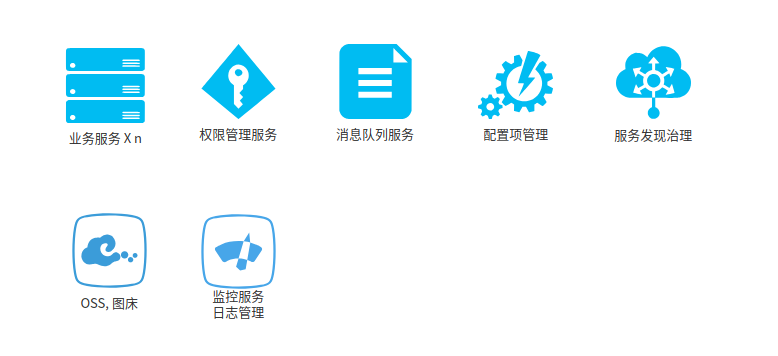 业务服务 X n
权限管理服务
消息队列服务
配置项管理
服务发现治理
OSS, 图床
监控服务
日志管理